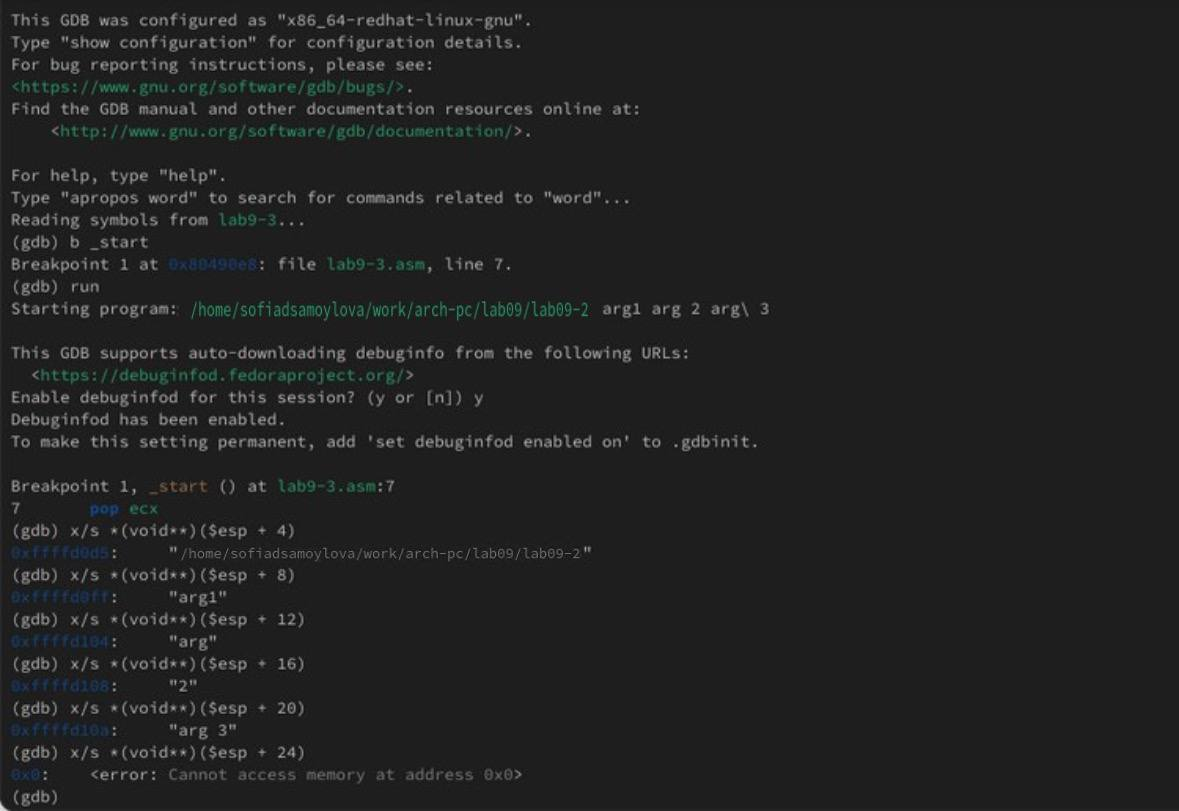 This GDB was configured as "x86_64-redhat-linux-gnu".
Type "show configuration" for configuration details.
For bug reporting instructions, please see:
<https://www.gnu.org/software/gdb/bugs/>.
Find the GDB manual and other documentation resources online at:
    <http://www.gnu.org/software/gdb/documentation/>.
For help, type "help".
Type "apropos word" to search for commands related to "word"...
Reading symbols from lab9-3...
(gdb) b _start
Breakpoint 1 at 0x80490e8: file lab9-3.asm, line 7.
(gdb) run
Starting program: /home/sofiadsamoylova/work/arch-pc/lab09/lab09-2 arg1 arg 2 arg\ 3
This GDB supports auto-downloading debuginfo from the following URLs:
  <https://debuginfod.fedoraproject.org/>
Enable debuginfod for this session? (y or [n]) y
Debuginfod has been enabled.
To make this setting permanent, add 'set debuginfod enabled on' to .gdbinit.
Breakpoint 1, _start () at lab9-3.asm:7
7       pop ecx
(gdb) x/s *(void**)($esp + 4)
0xffffd0d5:     "/home/sofiadsamoylova/work/arch-pc/lab09/lab09-2"
(gdb) x/s *(void**)($esp + 8)
0xffffd0ff:     "arg1"
(gdb) x/s *(void**)($esp + 12)
0xffffd104:     "arg"
(gdb) x/s *(void**)($esp + 16)
0xffffd108:     "2"
(gdb) x/s *(void**)($esp + 20)
0xffffd10a:     "arg 3"
(gdb) x/s *(void**)($esp + 24)
0x0:    <error: Cannot access memory at address 0x0>
(gdb)